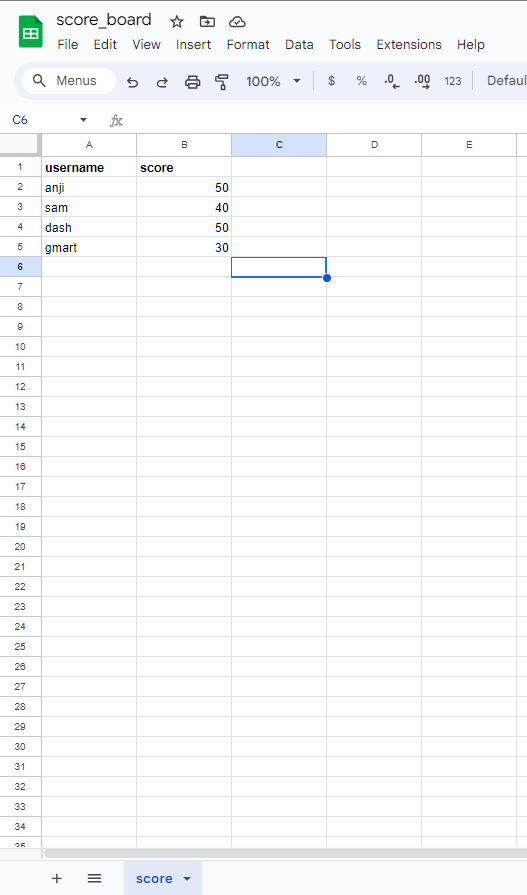 score_board
File Edit View Insert Format Data Tools Extensions Help
Menus 100% $ % .0 .00 123 Defaul
C6 fx
A B C D E
1 username score
2 anji 50
3 sam 40
4 dash 50
5 gmart 30
6
7
8
9
10
11
12
13
14
15
16
17
18
19
20
21
22
23
24
25
26
27
28
29
30
31
32
33
34
35
+ score